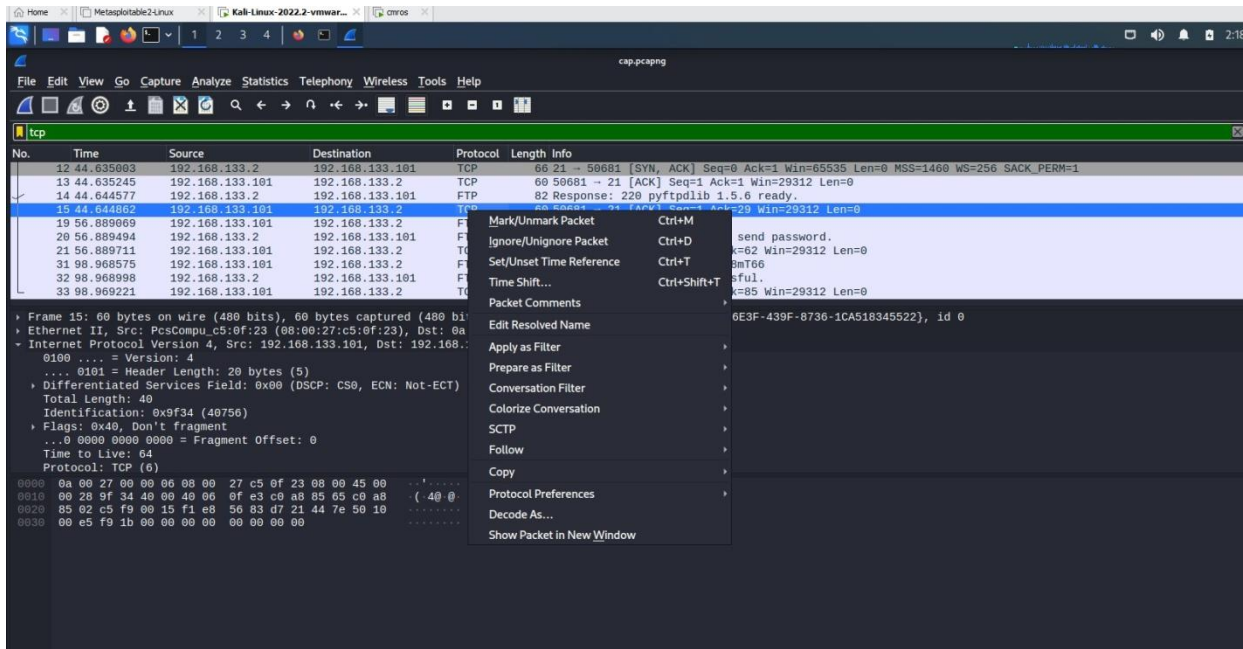 Home Metasploitable2-Linux Kali-Linux-2022.2-vmwar... cmros
1 2 3 4 2:18
cap.pcapng
File Edit View Go Capture Analyze Statistics Telephony Wireless Tools Help
tcp
No. Time Source Destination Protocol Length Info
12 44.635003 192.168.133.2 192.168.133.101 TCP 66 21 → 50681 [SYN, ACK] Seq=0 Ack=1 Win=65535 Len=0 MSS=1460 WS=256 SACK_PERM=1
13 44.635245 192.168.133.101 192.168.133.2 TCP 60 50681 → 21 [ACK] Seq=1 Ack=1 Win=29312 Len=0
14 44.644577 192.168.133.2 192.168.133.101 FTP 82 Response: 220 pyftpdlib 1.5.6 ready.
15 44.644862 192.168.133.101 192.168.133.2 TCP 60 50681 → 21 [ACK] Seq=1 Ack=29 Win=29312 Len=0
19 56.889069 192.168.133.101 192.168.133.2 FT
20 56.889494 192.168.133.2 192.168.133.101 FT send password.
21 56.889711 192.168.133.101 192.168.133.2 TC k=62 Win=29312 Len=0
31 98.968575 192.168.133.101 192.168.133.2 FT 8mT66
32 98.968998 192.168.133.2 192.168.133.101 FT sful.
33 98.969221 192.168.133.101 192.168.133.2 TC k=85 Win=29312 Len=0
Mark/Unmark Packet Ctrl+M
Ignore/Unignore Packet Ctrl+D
Set/Unset Time Reference Ctrl+T
Time Shift... Ctrl+Shift+T
Packet Comments
Edit Resolved Name
Apply as Filter
Prepare as Filter
Conversation Filter
Colorize Conversation
SCTP
Follow
Copy
Protocol Preferences
Decode As...
Show Packet in New Window
Frame 15: 60 bytes on wire (480 bits), 60 bytes captured (480 bi 6E3F-439F-8736-1CA518345522}, id 0
Ethernet II, Src: PcsCompu_c5:0f:23 (08:00:27:c5:0f:23), Dst: 0a
Internet Protocol Version 4, Src: 192.168.133.101, Dst: 192.168.
0100 .... = Version: 4
.... 0101 = Header Length: 20 bytes (5)
Differentiated Services Field: 0x00 (DSCP: CS0, ECN: Not-ECT)
Total Length: 40
Identification: 0x9f34 (40756)
Flags: 0x40, Don't fragment
...0 0000 0000 0000 = Fragment Offset: 0
Time to Live: 64
Protocol: TCP (6)
0000 0a 00 27 00 00 06 08 00 27 c5 0f 23 08 00 45 00 ··'·····
0010 00 28 9f 34 40 00 40 06 0f e3 c0 a8 85 65 c0 a8 ·(·4@·@·
0020 85 02 c5 f9 00 15 f1 e8 56 83 d7 21 44 7e 50 10 ········
0030 00 e5 f9 1b 00 00 00 00 00 00 00 00 ········